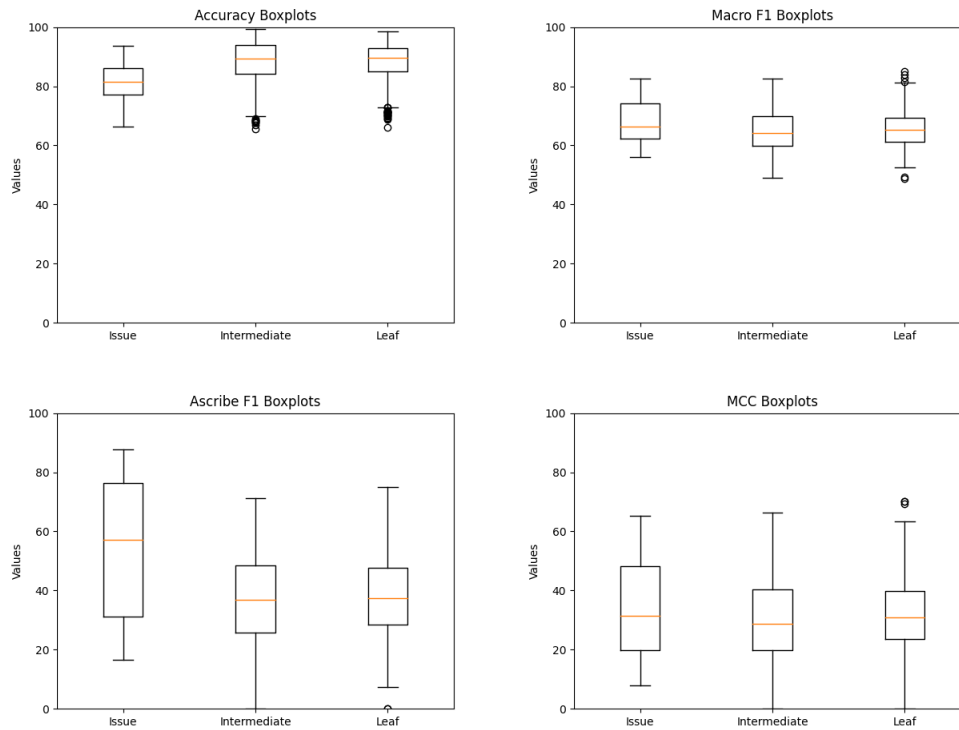 Accuracy Boxplots
100
80
60
40
20
0
Values
Issue
Intermediate
Leaf
Macro F1 Boxplots
100
80
60
40
20
0
Values
Issue
Intermediate
Leaf
Ascribe F1 Boxplots
100
80
60
40
20
0
Values
Issue
Intermediate
Leaf
MCC Boxplots
100
80
60
40
20
0
Values
Issue
Intermediate
Leaf